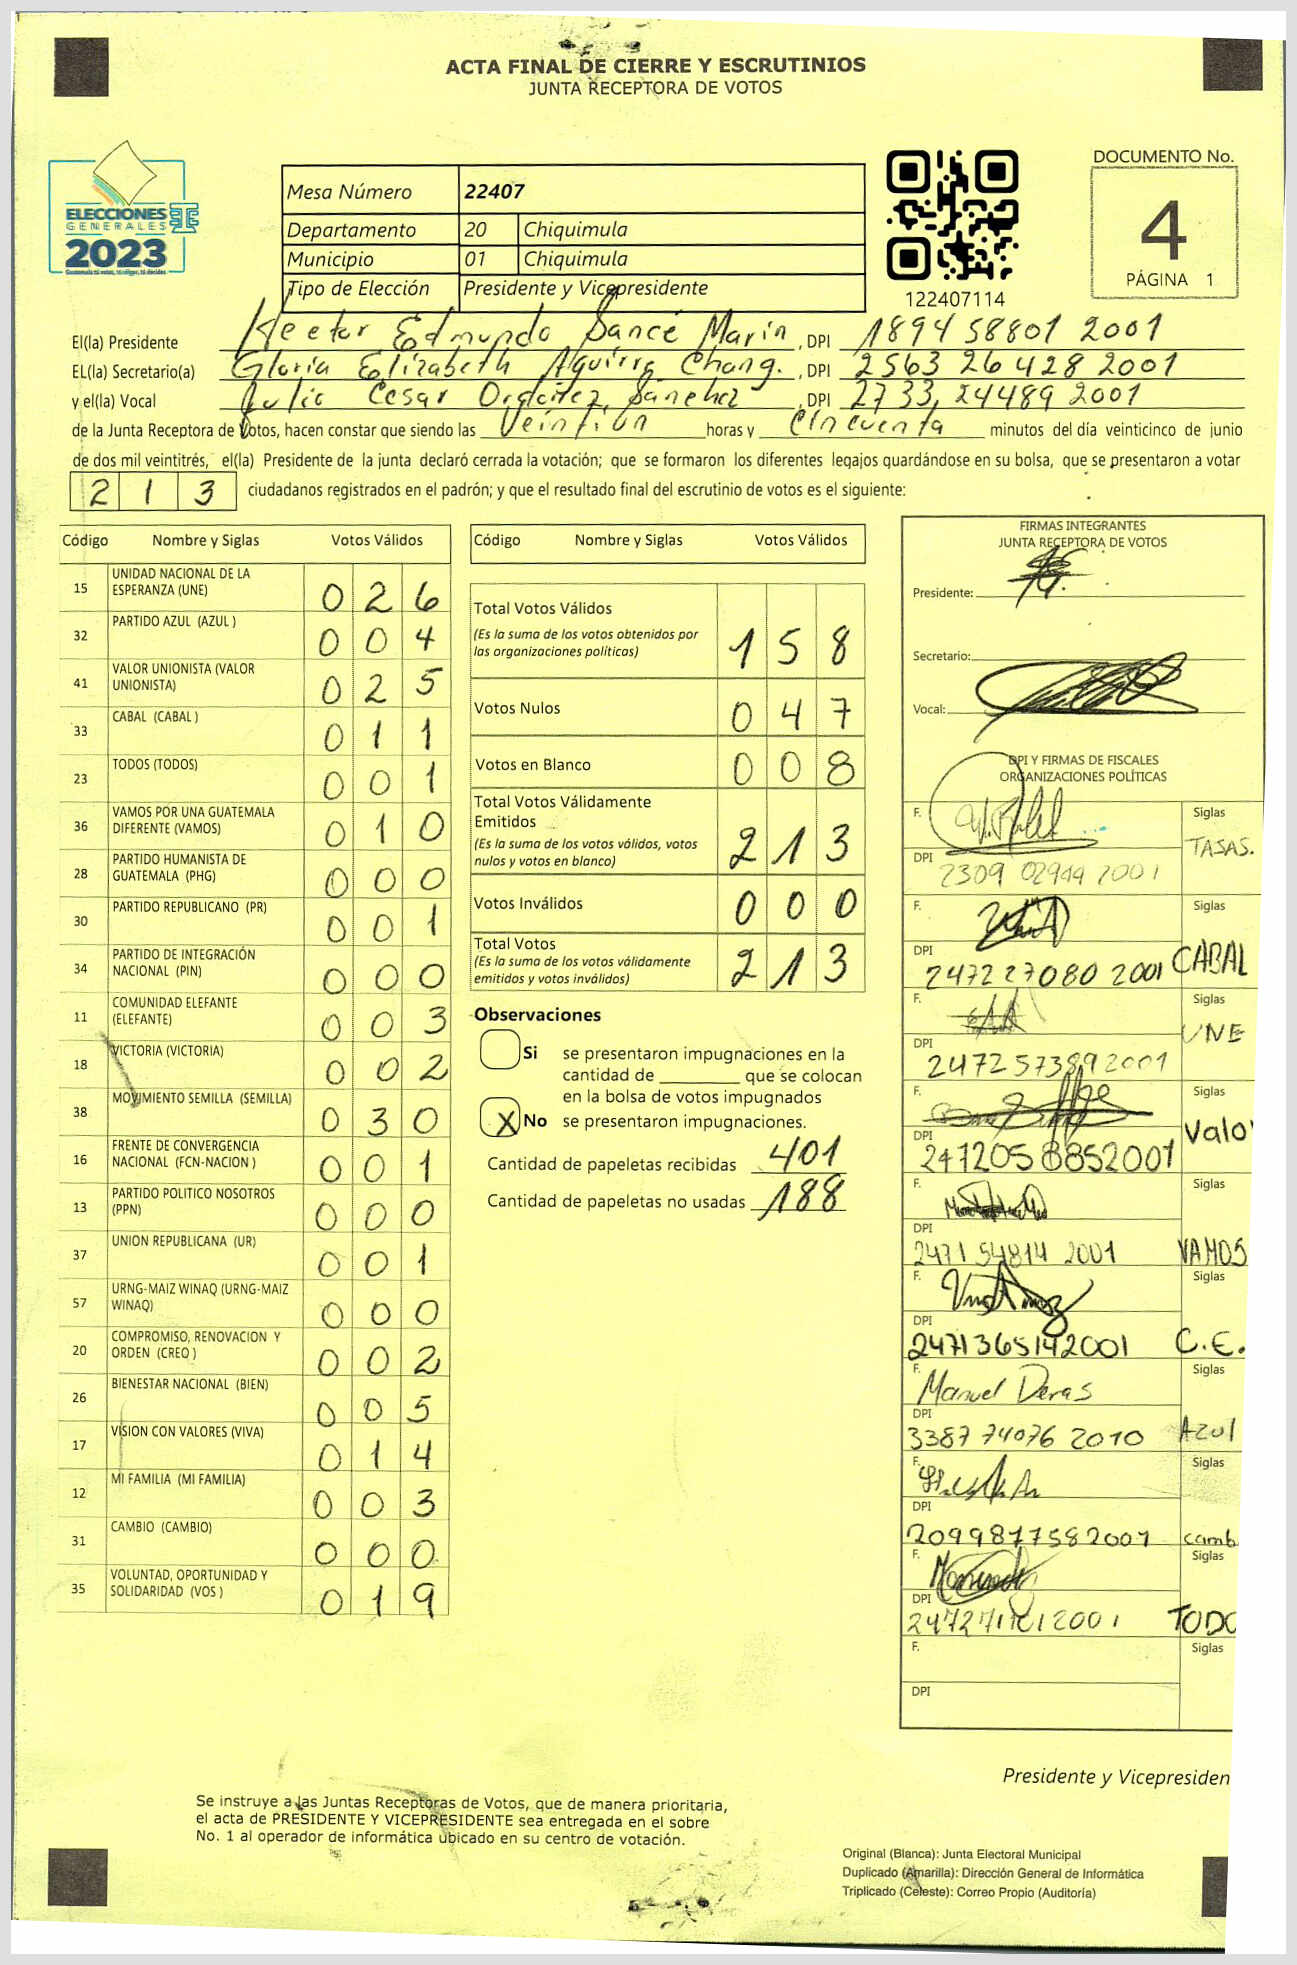 ACTA FINAL DE CIERRE Y ESCRUTINIOS
JUNTA RECEPTORA DE VOTOS
ELECCIONES
GENERALES
2023
Guatemala tú votas, tú eliges, tú decides
Mesa Número 22407
Departamento 20 Chiquimula
Municipio 01 Chiquimula
Tipo de Elección Presidente y Vicepresidente
122407114
DOCUMENTO No.
4
PÁGINA 1
El(la) Presidente Hector Edmundo Sancé Marin, DPI 1894 58801 2001
EL(la) Secretario(a) Gloria Elizabeth Aguirre Chang., DPI 2563 26428 2001
y el(la) Vocal Julio Cesar Ordoñez Sánchez, DPI 2733, 24489 2001
de la Junta Receptora de Votos, hacen constar que siendo las Veintiún horas y Cincuenta minutos del día veinticinco de junio
de dos mil veintitrés, el(la) Presidente de la junta declaró cerrada la votación; que se formaron los diferentes legajos guardándose en su bolsa, que se presentaron a votar
2 1 3 ciudadanos registrados en el padrón; y que el resultado final del escrutinio de votos es el siguiente:
Código Nombre y Siglas Votos Válidos
15 UNIDAD NACIONAL DE LA ESPERANZA (UNE) 0 2 6
32 PARTIDO AZUL (AZUL ) 0 0 4
41 VALOR UNIONISTA (VALOR UNIONISTA) 0 2 5
33 CABAL (CABAL ) 0 1 1
23 TODOS (TODOS) 0 0 1
36 VAMOS POR UNA GUATEMALA DIFERENTE (VAMOS) 0 1 0
28 PARTIDO HUMANISTA DE GUATEMALA (PHG) 0 0 0
30 PARTIDO REPUBLICANO (PR) 0 0 1
34 PARTIDO DE INTEGRACIÓN NACIONAL (PIN) 0 0 0
11 COMUNIDAD ELEFANTE (ELEFANTE) 0 0 3
18 VICTORIA (VICTORIA) 0 0 2
38 MOVIMIENTO SEMILLA (SEMILLA) 0 3 0
16 FRENTE DE CONVERGENCIA NACIONAL (FCN-NACION ) 0 0 1
13 PARTIDO POLITICO NOSOTROS (PPN) 0 0 0
37 UNION REPUBLICANA (UR) 0 0 1
57 URNG-MAIZ WINAQ (URNG-MAIZ WINAQ) 0 0 0
20 COMPROMISO, RENOVACION Y ORDEN (CREO ) 0 0 2
26 BIENESTAR NACIONAL (BIEN) 0 0 5
17 VISION CON VALORES (VIVA) 0 1 4
12 MI FAMILIA (MI FAMILIA) 0 0 3
31 CAMBIO (CAMBIO) 0 0 0
35 VOLUNTAD, OPORTUNIDAD Y SOLIDARIDAD (VOS ) 0 1 9
Código Nombre y Siglas Votos Válidos
Total Votos Válidos 1 5 8
(Es la suma de los votos obtenidos por
las organizaciones políticas)
Votos Nulos 0 4 7
Votos en Blanco 0 0 8
Total Votos Válidamente
Emitidos 2 1 3
(Es la suma de los votos válidos, votos
nulos y votos en blanco)
Votos Inválidos 0 0 0
Total Votos 2 1 3
(Es la suma de los votos válidamente
emitidos y votos inválidos)
Observaciones
Si se presentaron impugnaciones en la
cantidad de ________ que se colocan
en la bolsa de votos impugnados
X No se presentaron impugnaciones.
Cantidad de papeletas recibidas 401
Cantidad de papeletas no usadas 188
FIRMAS INTEGRANTES
JUNTA RECEPTORA DE VOTOS
Presidente:
Secretario:
Vocal:
DPI Y FIRMAS DE FISCALES
ORGANIZACIONES POLÍTICAS
F. Siglas
DPI 2309 02944 2001 TASAS.
F. Siglas
DPI 2472 27080 2001 CABAL
F. Siglas
DPI 2472 57389 2001 UNE
F. Siglas
DPI 2472058852001 Valo
F. Siglas
DPI 2471 54814 2001 VAMOS
F. Siglas
DPI 2471365142001 C.E.
F. Manuel Deras Siglas
DPI 3387 74076 2010 Azul
F. Siglas
DPI 2099877582001 camb
F. Siglas
DPI TODO
F. Siglas
DPI
Presidente y Vicepresiden
Se instruye a las Juntas Receptoras de Votos, que de manera prioritaria,
el acta de PRESIDENTE Y VICEPRESIDENTE sea entregada en el sobre
No. 1 al operador de informática ubicado en su centro de votación.
Original (Blanca): Junta Electoral Municipal
Duplicado (Amarilla): Dirección General de Informática
Triplicado (Celeste): Correo Propio (Auditoría)